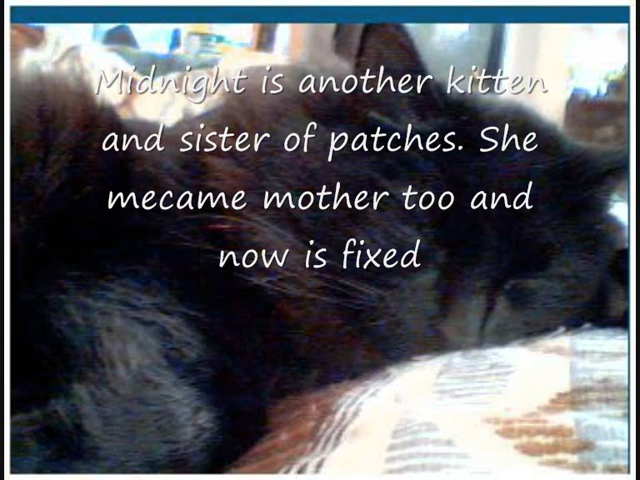 Midnight is another kitten
and sister of patches. She
mecame mother too and
now is fixed